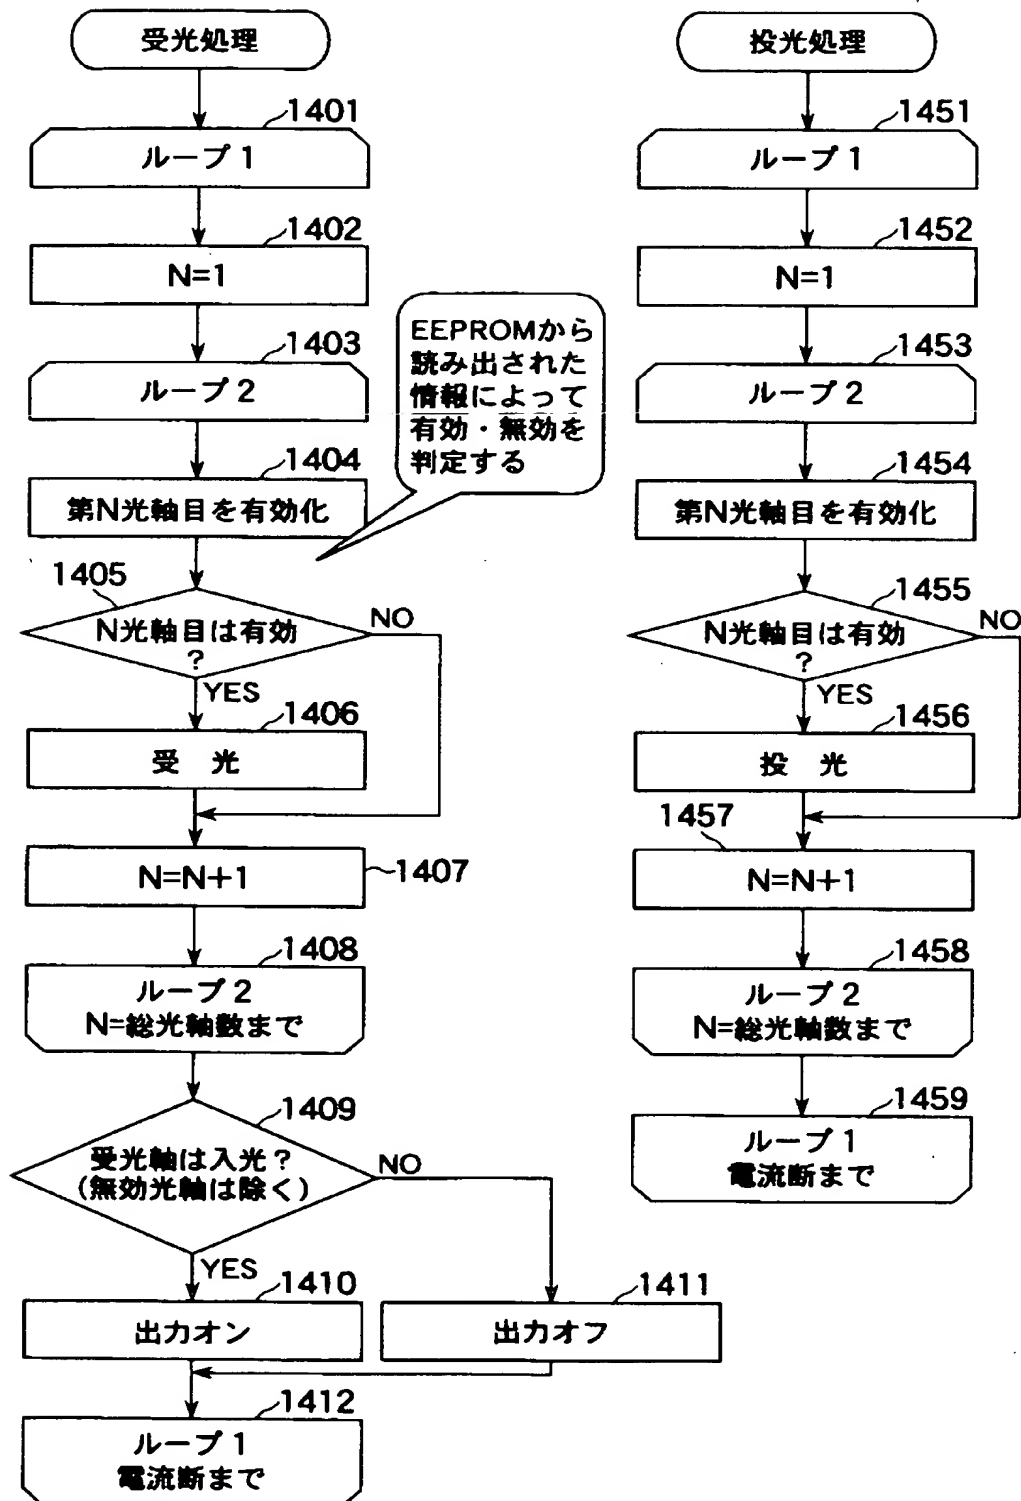 受光処理
1401
ループ1
1402
N=1
1403
ループ2
EEPROMから
読み出された
情報によって
有効・無効を
判定する
1404
第N光軸目を有効化
1405
N光軸目は有効
?
NO
YES
1406
受 光
N=N+1
1407
1408
ループ2
N=総光軸数まで
1409
受光軸は入光?
(無効光軸は除く)
NO
YES
1410
出力オン
1411
出力オフ
1412
ループ1
電流断まで
投光処理
1451
ループ1
1452
N=1
1453
ループ2
1454
第N光軸目を有効化
1455
N光軸目は有効
?
NO
YES
1456
投 光
1457
N=N+1
1458
ループ2
N=総光軸数まで
1459
ループ1
電流断まで